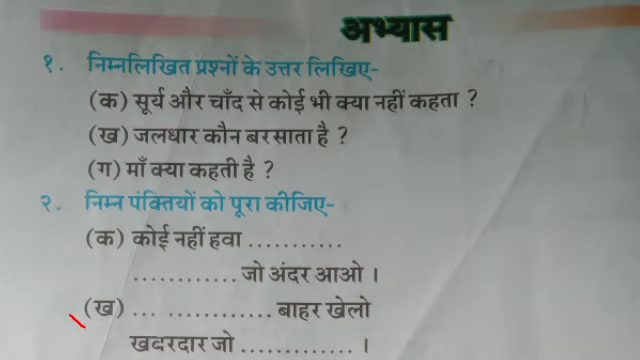 अभ्यास
१. निम्नलिखित प्रश्नों के उत्तर लिखिए-
(क) सूर्य और चाँद से कोई भी क्या नहीं कहता ?
(ख) जलधार कौन बरसाता है ?
(ग) माँ क्या कहती है ?
२. निम्न पंक्तियों को पूरा कीजिए-
(क) कोई नहीं हवा ...........
............ जो अंदर आओ ।
(ख) ... ............. बाहर खेलो
खबरदार जो ............. ।